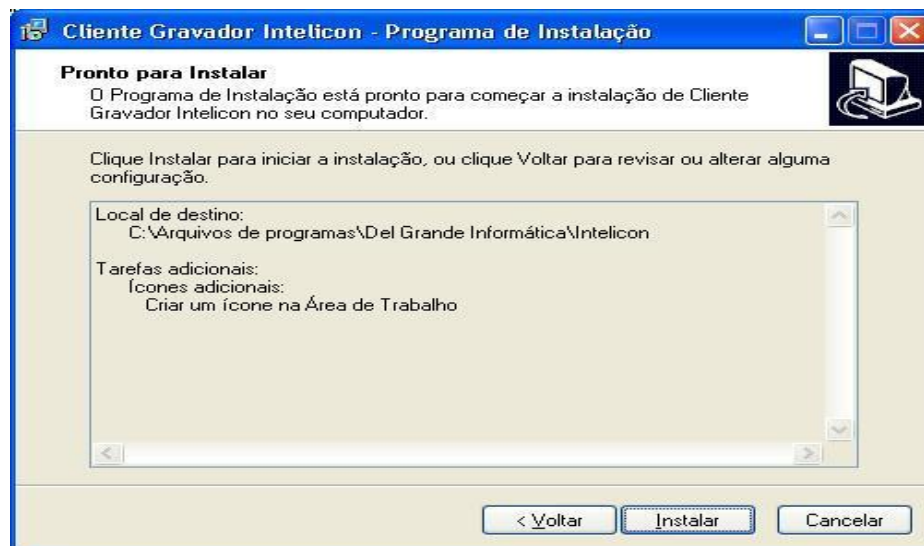 Cliente Gravador Intelicon - Programa de Instalação
Pronto para Instalar
O Programa de Instalação está pronto para começar a instalação de Cliente
Gravador Intelicon no seu computador.
Clique Instalar para iniciar a instalação, ou clique Voltar para revisar ou alterar alguma
configuração.
Local de destino:
C:\Arquivos de programas\Del Grande Informática\Intelicon
Tarefas adicionais:
Ícones adicionais:
Criar um ícone na Área de Trabalho
< Voltar
Instalar
Cancelar